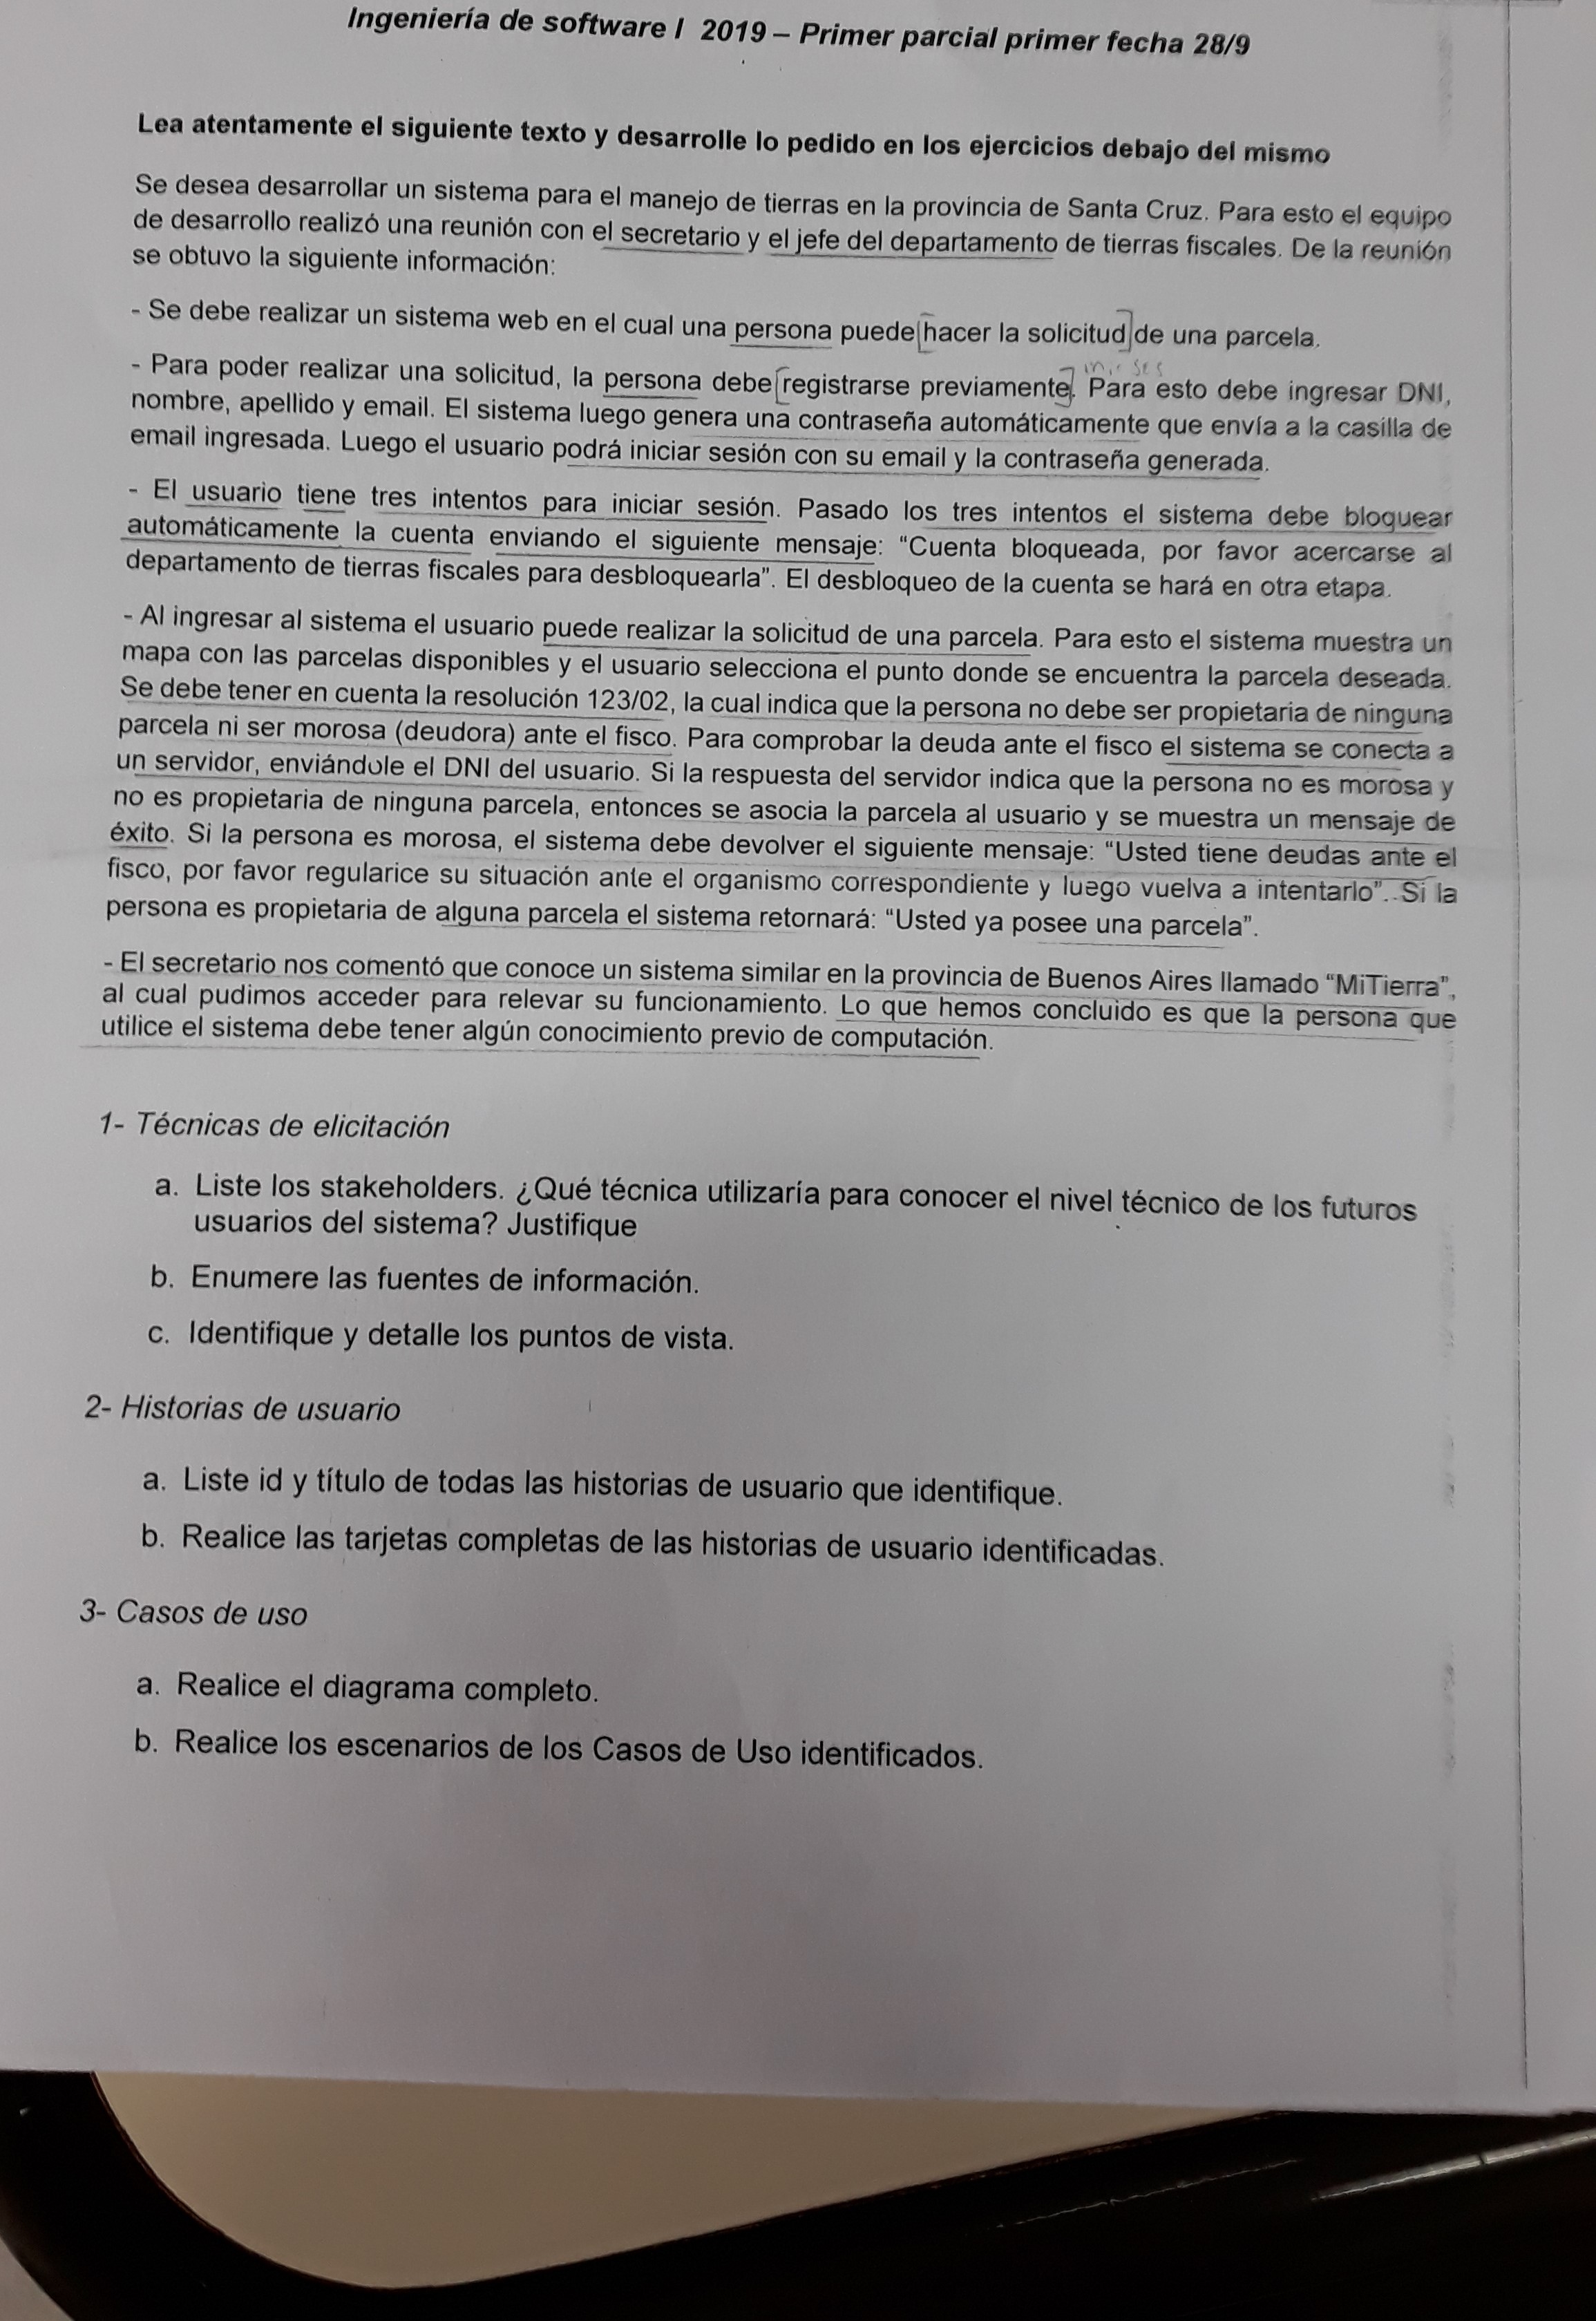 Ingeniería de software I 2019 – Primer parcial primer fecha 28/9
Lea atentamente el siguiente texto y desarrolle lo pedido en los ejercicios debajo del mismo
Se desea desarrollar un sistema para el manejo de tierras en la provincia de Santa Cruz. Para esto el equipo
de desarrollo realizó una reunión con el secretario y el jefe del departamento de tierras fiscales. De la reunión
se obtuvo la siguiente información:
- Se debe realizar un sistema web en el cual una persona puede hacer la solicitud de una parcela.
- Para poder realizar una solicitud, la persona debe registrarse previamente. Para esto debe ingresar DNI,
nombre, apellido y email. El sistema luego genera una contraseña automáticamente que envía a la casilla de
email ingresada. Luego el usuario podrá iniciar sesión con su email y la contraseña generada.
- El usuario tiene tres intentos para iniciar sesión. Pasado los tres intentos el sistema debe bloquear
automáticamente la cuenta enviando el siguiente mensaje: “Cuenta bloqueada, por favor acercarse al
departamento de tierras fiscales para desbloquearla”. El desbloqueo de la cuenta se hará en otra etapa.
- Al ingresar al sistema el usuario puede realizar la solicitud de una parcela. Para esto el sistema muestra un
mapa con las parcelas disponibles y el usuario selecciona el punto donde se encuentra la parcela deseada.
Se debe tener en cuenta la resolución 123/02, la cual indica que la persona no debe ser propietaria de ninguna
parcela ni ser morosa (deudora) ante el fisco. Para comprobar la deuda ante el fisco el sistema se conecta a
un servidor, enviándole el DNI del usuario. Si la respuesta del servidor indica que la persona no es morosa y
no es propietaria de ninguna parcela, entonces se asocia la parcela al usuario y se muestra un mensaje de
éxito. Si la persona es morosa, el sistema debe devolver el siguiente mensaje: “Usted tiene deudas ante el
fisco, por favor regularice su situación ante el organismo correspondiente y luego vuelva a intentarlo”. Si la
persona es propietaria de alguna parcela el sistema retornará: “Usted ya posee una parcela”.
- El secretario nos comentó que conoce un sistema similar en la provincia de Buenos Aires llamado “MiTierra”,
al cual pudimos acceder para relevar su funcionamiento. Lo que hemos concluido es que la persona que
utilice el sistema debe tener algún conocimiento previo de computación.
1- Técnicas de elicitación
a. Liste los stakeholders. ¿Qué técnica utilizaría para conocer el nivel técnico de los futuros
usuarios del sistema? Justifique
b. Enumere las fuentes de información.
c. Identifique y detalle los puntos de vista.
2- Historias de usuario
a. Liste id y título de todas las historias de usuario que identifique.
b. Realice las tarjetas completas de las historias de usuario identificadas.
3- Casos de uso
a. Realice el diagrama completo.
b. Realice los escenarios de los Casos de Uso identificados.